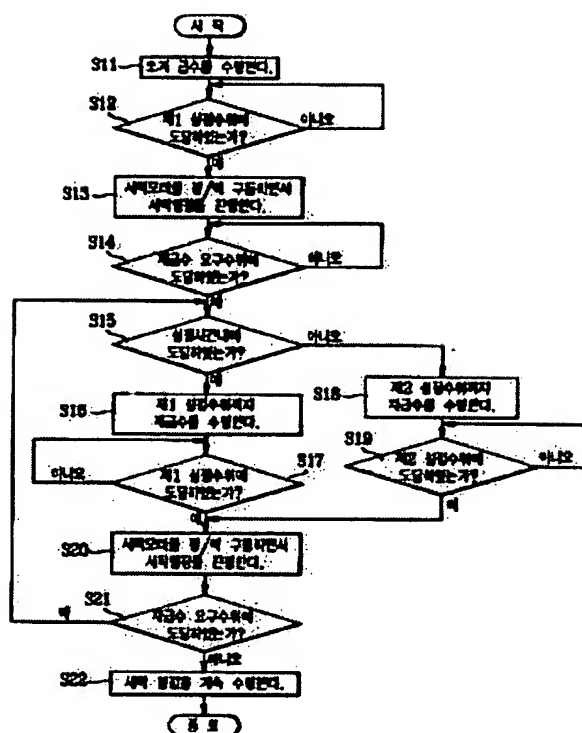 시 작
S11
초기 급수를 수행한다.
S12
제1 설정수위에
도달하였는가?
아니오
예
S13
세탁모터를 정/역 구동하면서
세탁행정을 진행한다.
S14
재급수 요구수위에
도달하였는가?
아니오
예
S15
설정시간내에
도달하였는가?
아니오
예
S16
제1 설정수위까지
재급수를 수행한다.
S18
제2 설정수위까지
재급수를 수행한다.
S17
제1 설정수위에
도달하였는가?
아니오
예
S19
제2 설정수위에
도달하였는가?
아니오
예
S20
세탁모터를 정/역 구동하면서
세탁행정을 진행한다.
S21
재급수 요구수위에
도달하였는가?
예
아니오
S22
세탁 행정을 계속 수행한다.
종 료